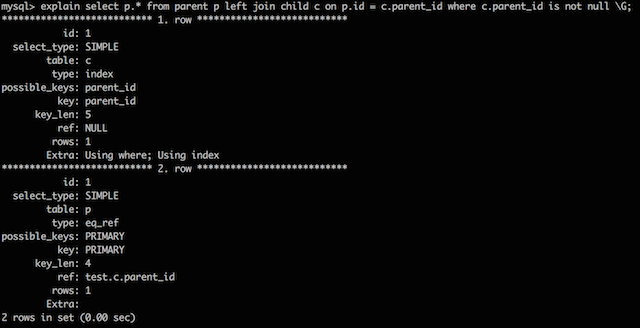 mysql> explain select p.* from parent p left join child c on p.id = c.parent_id where c.parent_id is not null \G;
*************************** 1. row ***************************
id: 1
select_type: SIMPLE
table: c
type: index
possible_keys: parent_id
key: parent_id
key_len: 5
ref: NULL
rows: 1
Extra: Using where; Using index
*************************** 2. row ***************************
id: 1
select_type: SIMPLE
table: p
type: eq_ref
possible_keys: PRIMARY
key: PRIMARY
key_len: 4
ref: test.c.parent_id
rows: 1
Extra:
2 rows in set (0.00 sec)